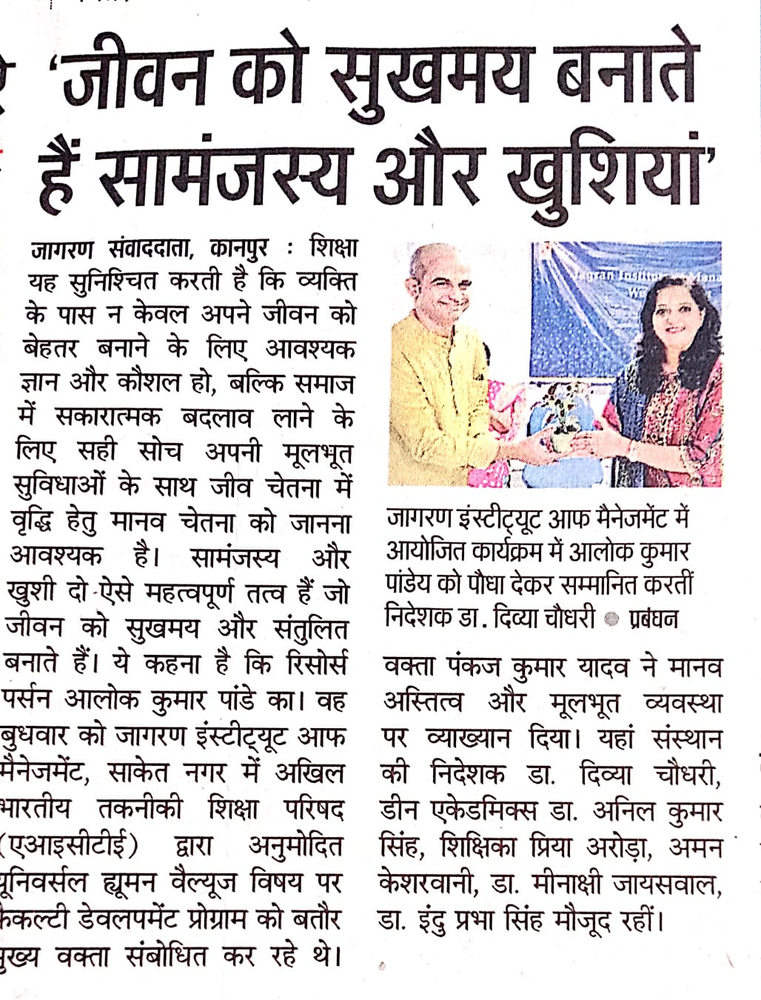 ‘जीवन को सुखमय बनाते
हैं सामंजस्य और खुशियां’
जागरण संवाददाता, कानपुर : शिक्षा
यह सुनिश्चित करती है कि व्यक्ति
के पास न केवल अपने जीवन को
बेहतर बनाने के लिए आवश्यक
ज्ञान और कौशल हो, बल्कि समाज
में सकारात्मक बदलाव लाने के
लिए सही सोच अपनी मूलभूत
सुविधाओं के साथ जीव चेतना में
वृद्धि हेतु मानव चेतना को जानना
आवश्यक है। सामंजस्य और
खुशी दो ऐसे महत्वपूर्ण तत्व हैं जो
जीवन को सुखमय और संतुलित
बनाते हैं। ये कहना है कि रिसोर्स
पर्सन आलोक कुमार पांडे का। वह
बुधवार को जागरण इंस्टीट्यूट आफ
मैनेजमेंट, साकेत नगर में अखिल
भारतीय तकनीकी शिक्षा परिषद
(एआइसीटीई) द्वारा अनुमोदित
यूनिवर्सल ह्यूमन वैल्यूज विषय पर
फैकल्टी डेवलपमेंट प्रोग्राम को बतौर
मुख्य वक्ता संबोधित कर रहे थे।
Jagran Institute of Mana
जागरण इंस्टीट्यूट आफ मैनेजमेंट में
आयोजित कार्यक्रम में आलोक कुमार
पांडेय को पौधा देकर सम्मानित करतीं
निदेशक डा. दिव्या चौधरी ● प्रबंधन
वक्ता पंकज कुमार यादव ने मानव
अस्तित्व और मूलभूत व्यवस्था
पर व्याख्यान दिया। यहां संस्थान
की निदेशक डा. दिव्या चौधरी,
डीन एकेडमिक्स डा. अनिल कुमार
सिंह, शिक्षिका प्रिया अरोड़ा, अमन
केशरवानी, डा. मीनाक्षी जायसवाल,
डा. इंदु प्रभा सिंह मौजूद रहीं।